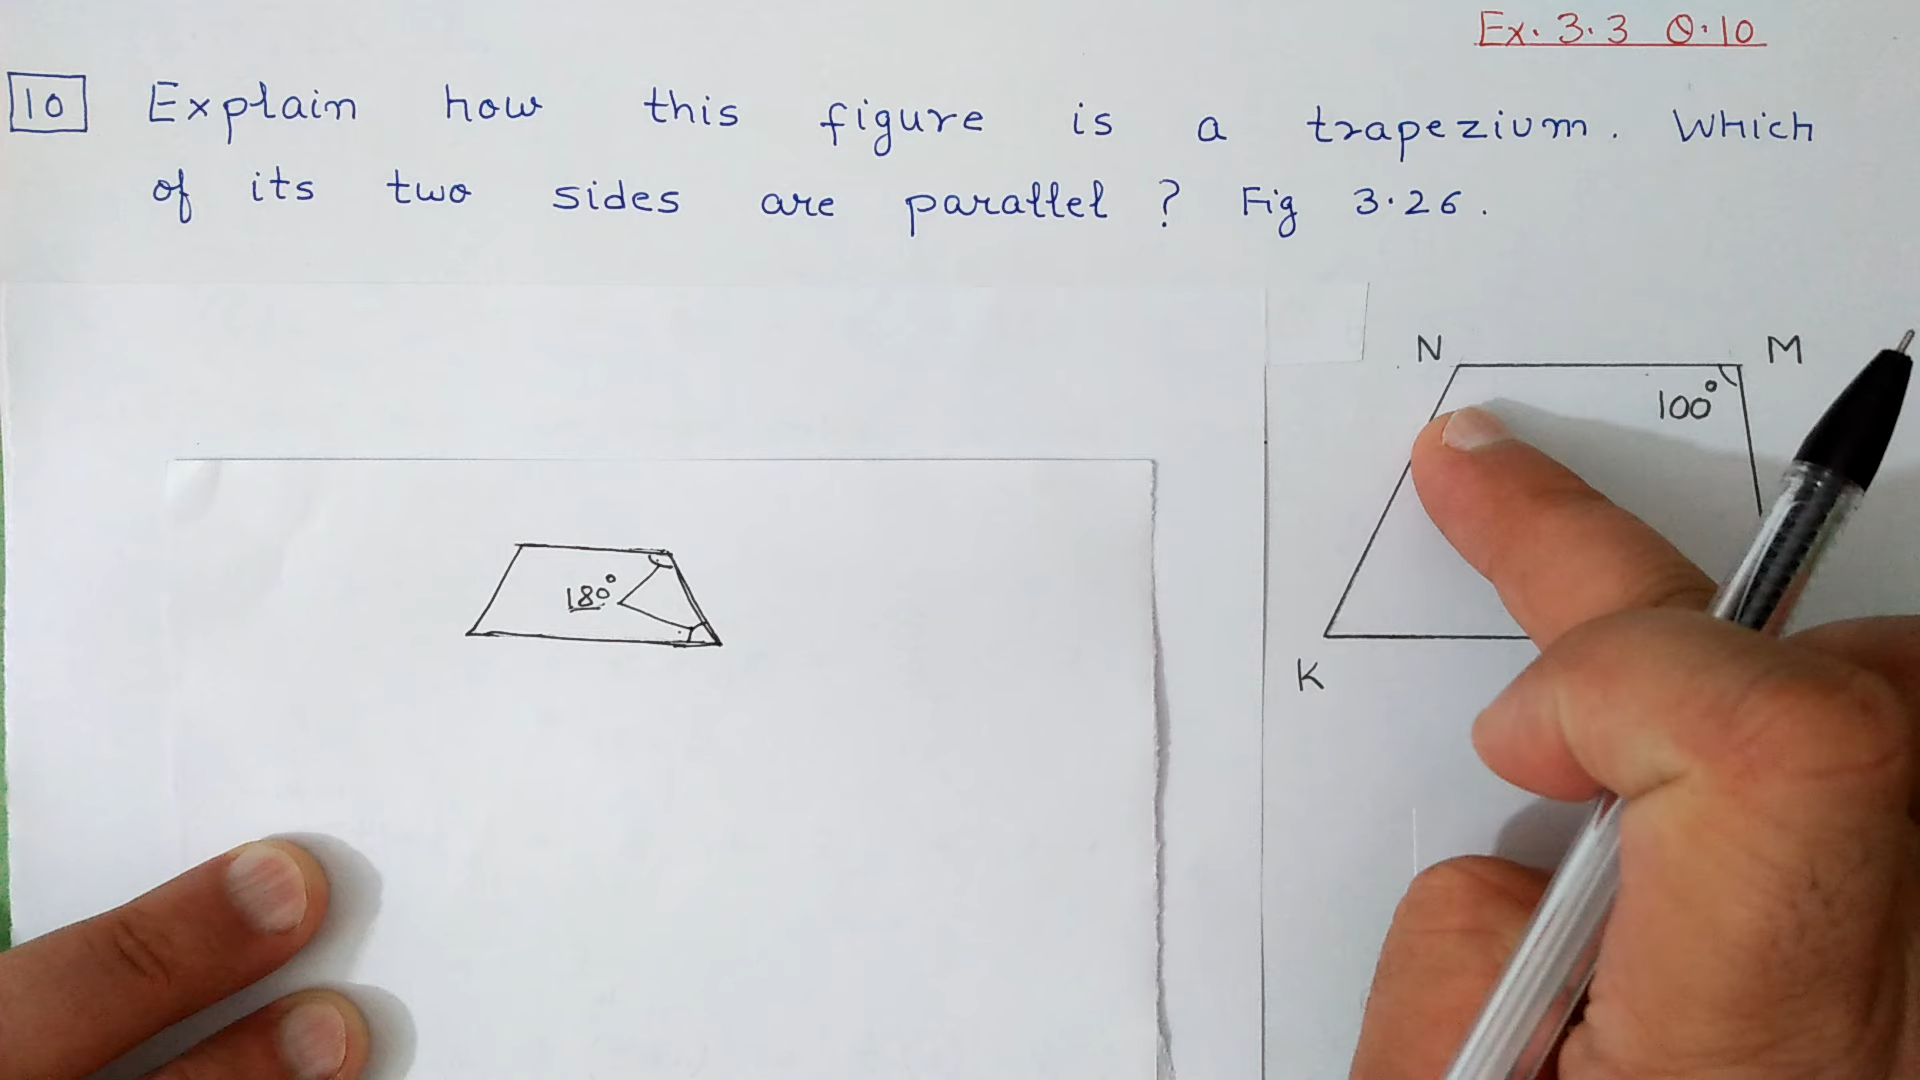 Ex. 3.3 Q.10
10 Explain how this figure is a trapezium. Which
of its two sides are parallel? Fig 3.26.
N M
100°
180°
K